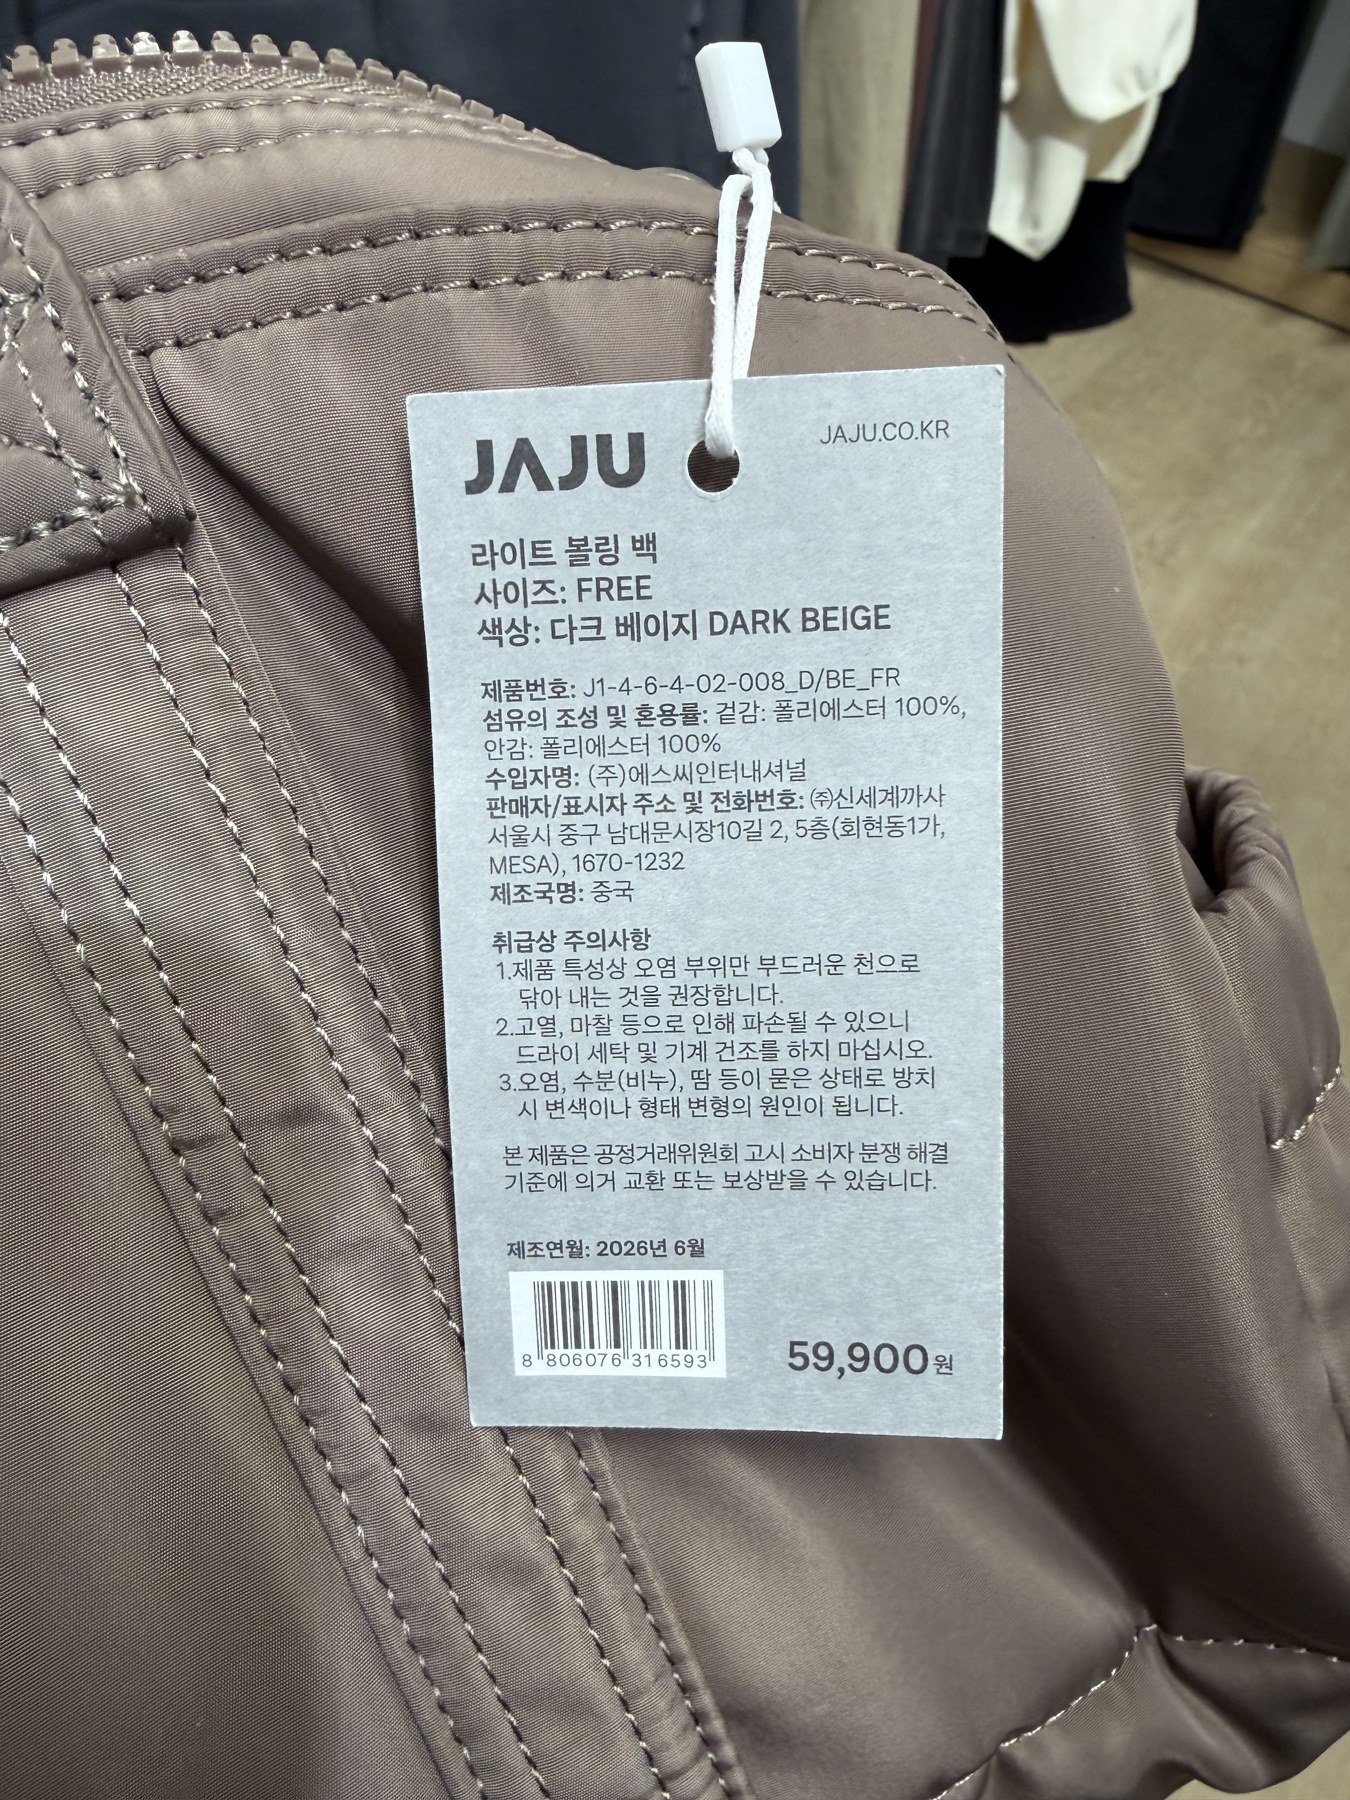 JAJU
JAJU.CO.KR
라이트 볼링 백
사이즈: FREE
색상: 다크 베이지 DARK BEIGE
제품번호: J1-4-6-4-02-008_D/BE_FR
섬유의 조성 및 혼용률: 겉감: 폴리에스터 100%,
안감: 폴리에스터 100%
수입자명: (주)에스씨인터내셔널
판매자/표시자 주소 및 전화번호: ㈜신세계까사
서울시 중구 남대문시장10길 2, 5층(회현동1가,
MESA), 1670-1232
제조국명: 중국
취급상 주의사항
1.제품 특성상 오염 부위만 부드러운 천으로
닦아 내는 것을 권장합니다.
2.고열, 마찰 등으로 인해 파손될 수 있으니
드라이 세탁 및 기계 건조를 하지 마십시오.
3.오염, 수분(비누), 땀 등이 묻은 상태로 방치
시 변색이나 형태 변형의 원인이 됩니다.
본 제품은 공정거래위원회 고시 소비자 분쟁 해결
기준에 의거 교환 또는 보상받을 수 있습니다.
제조연월: 2026년 6월
8 806076 316593
59,900원